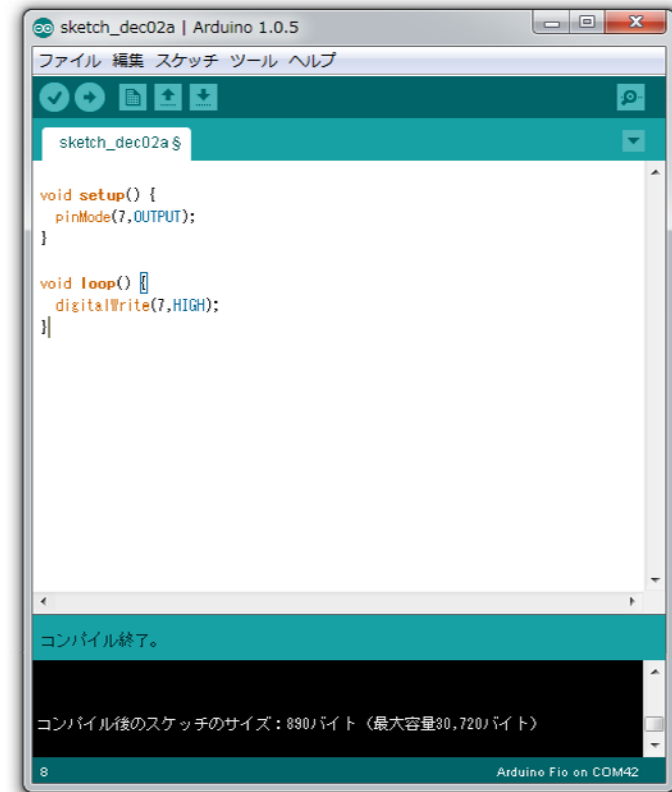 sketch_dec02a | Arduino 1.0.5
ファイル 編集 スケッチ ツール ヘルプ
sketch_dec02a §
void setup() {
  pinMode(7,OUTPUT);
}
void loop() {
  digitalWrite(7,HIGH);
}
コンパイル終了。
コンパイル後のスケッチのサイズ：890バイト（最大容量30,720バイト）
8 Arduino Fio on COM42